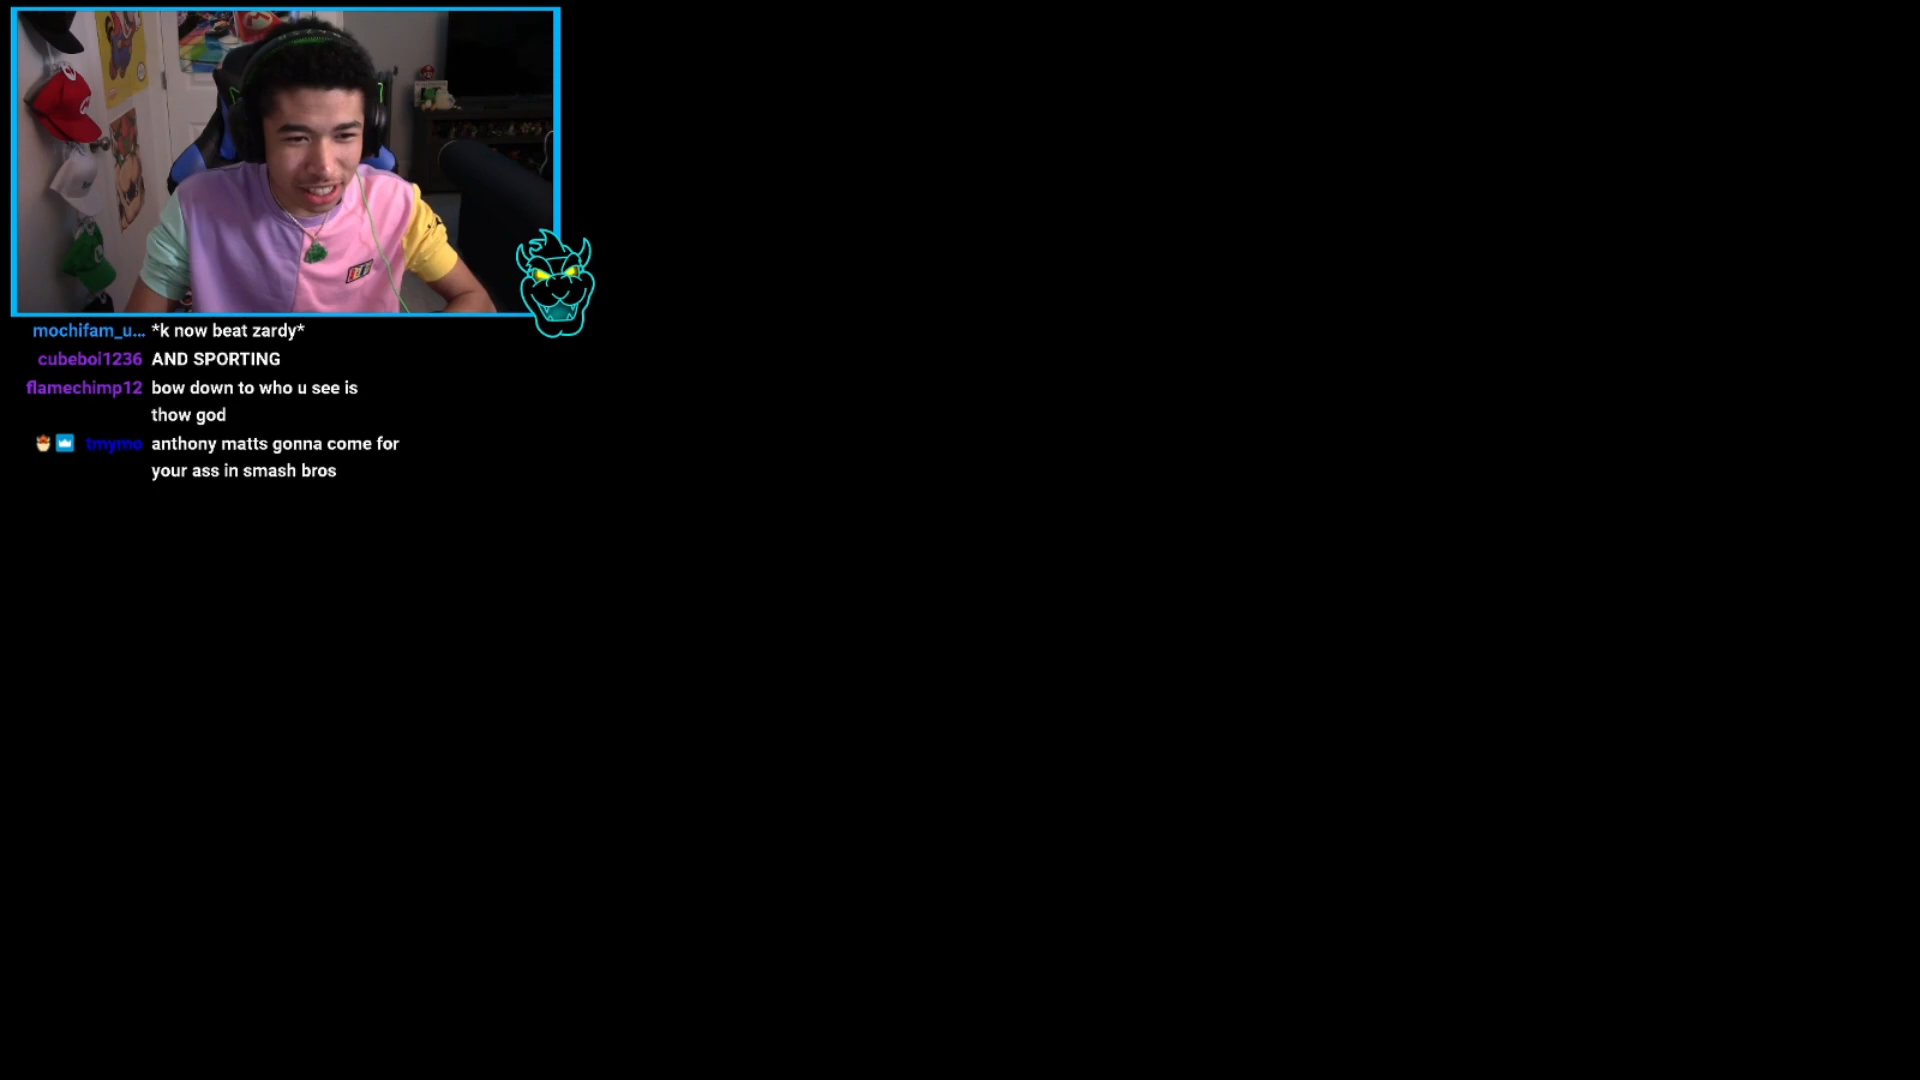 mochifam_u... *k now beat zardy*
cubeboi1236 AND SPORTING
flamechimp12 bow down to who u see is
thow god
tmymo anthony matts gonna come for
your ass in smash bros